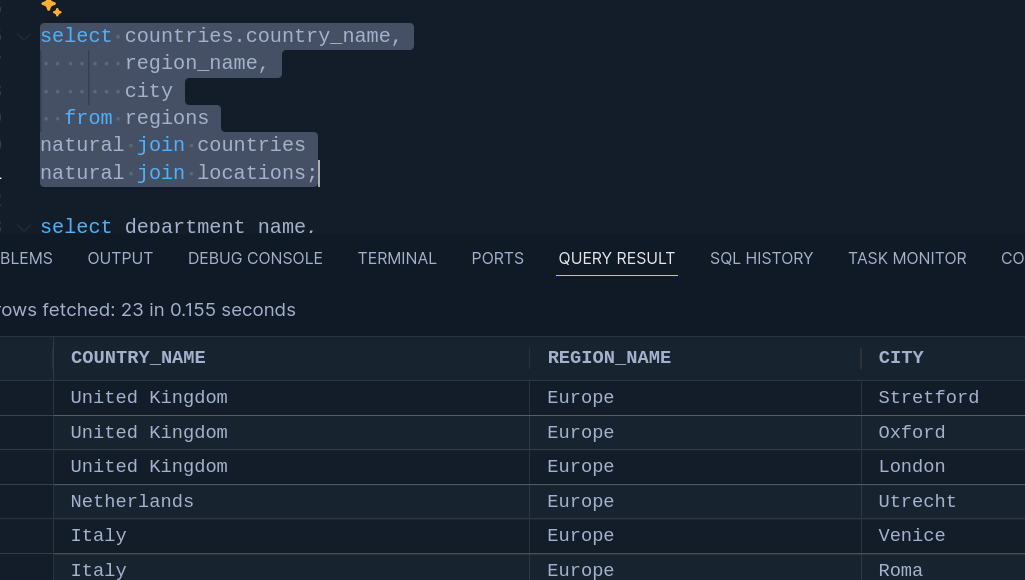 select countries.country_name,
region_name,
city
from regions
natural join countries
natural join locations;
select department_name,
BLEMS OUTPUT DEBUG CONSOLE TERMINAL PORTS QUERY RESULT SQL HISTORY TASK MONITOR CO
rows fetched: 23 in 0.155 seconds
COUNTRY_NAME REGION_NAME CITY
United Kingdom Europe Stretford
United Kingdom Europe Oxford
United Kingdom Europe London
Netherlands Europe Utrecht
Italy Europe Venice
Italy Europe Roma